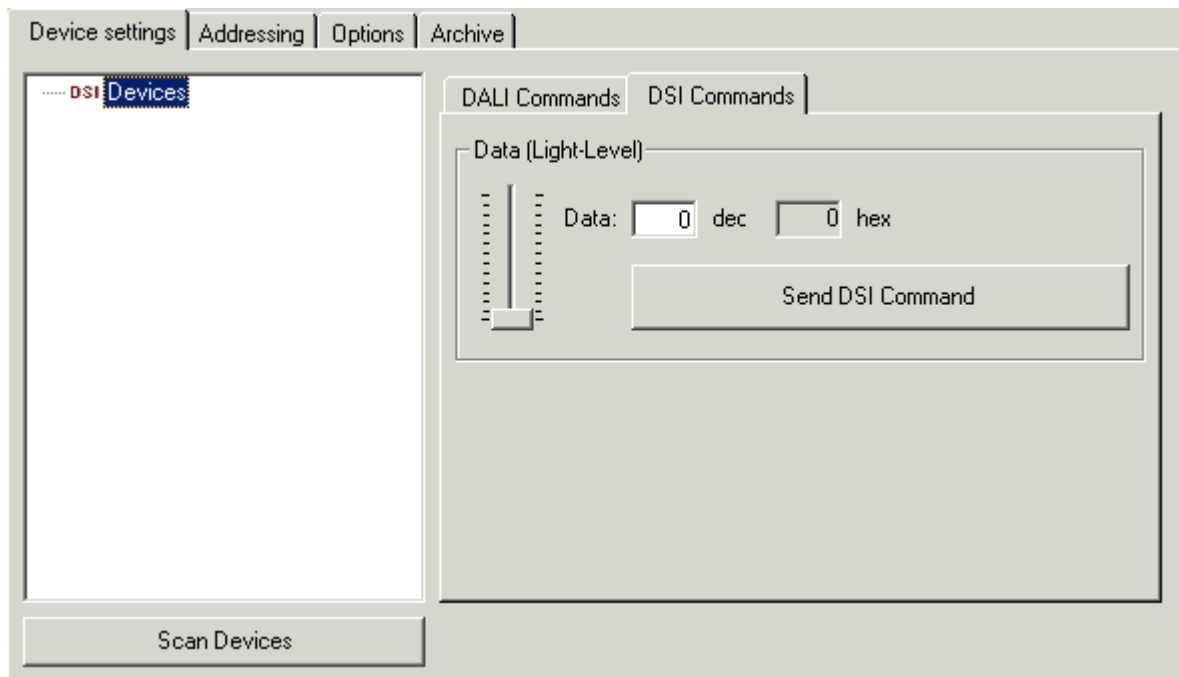 Device settings Addressing Options Archive
DSI Devices
DALI Commands DSI Commands
Data (Light-Level)
Data: 0 dec 0 hex
Send DSI Command
Scan Devices